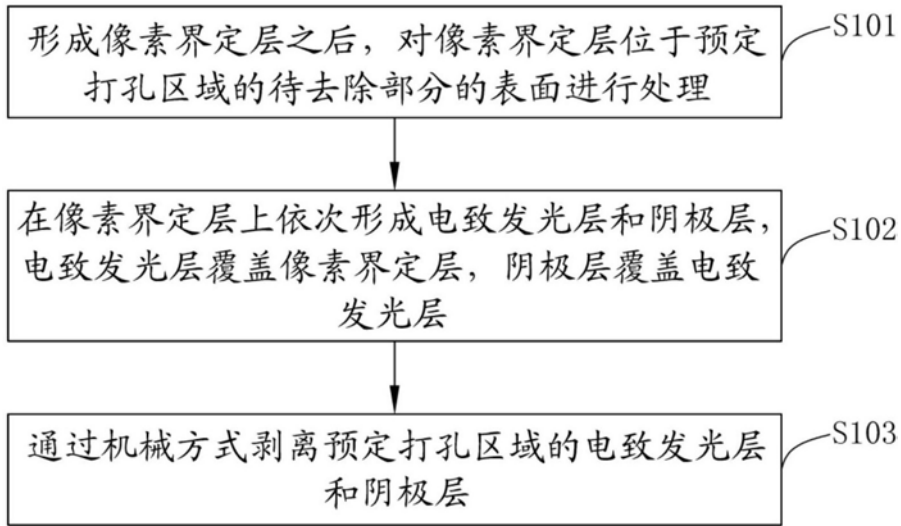 形成像素界定层之后，对像素界定层位于预定
打孔区域的待去除部分的表面进行处理
S101
在像素界定层上依次形成电致发光层和阴极层，
电致发光层覆盖像素界定层，阴极层覆盖电致
发光层
S102
通过机械方式剥离预定打孔区域的电致发光层
和阴极层
S103